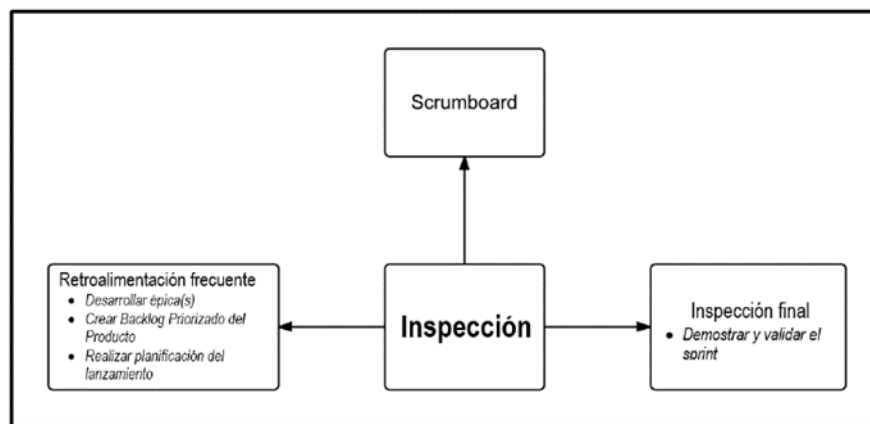 Scrumboard
Retroalimentación frecuente
• Desarrollar épica(s)
• Crear Backlog Priorizado del
Producto
• Realizar planificación del
lanzamiento
Inspección
Inspección final
• Demostrar y validar el
sprint